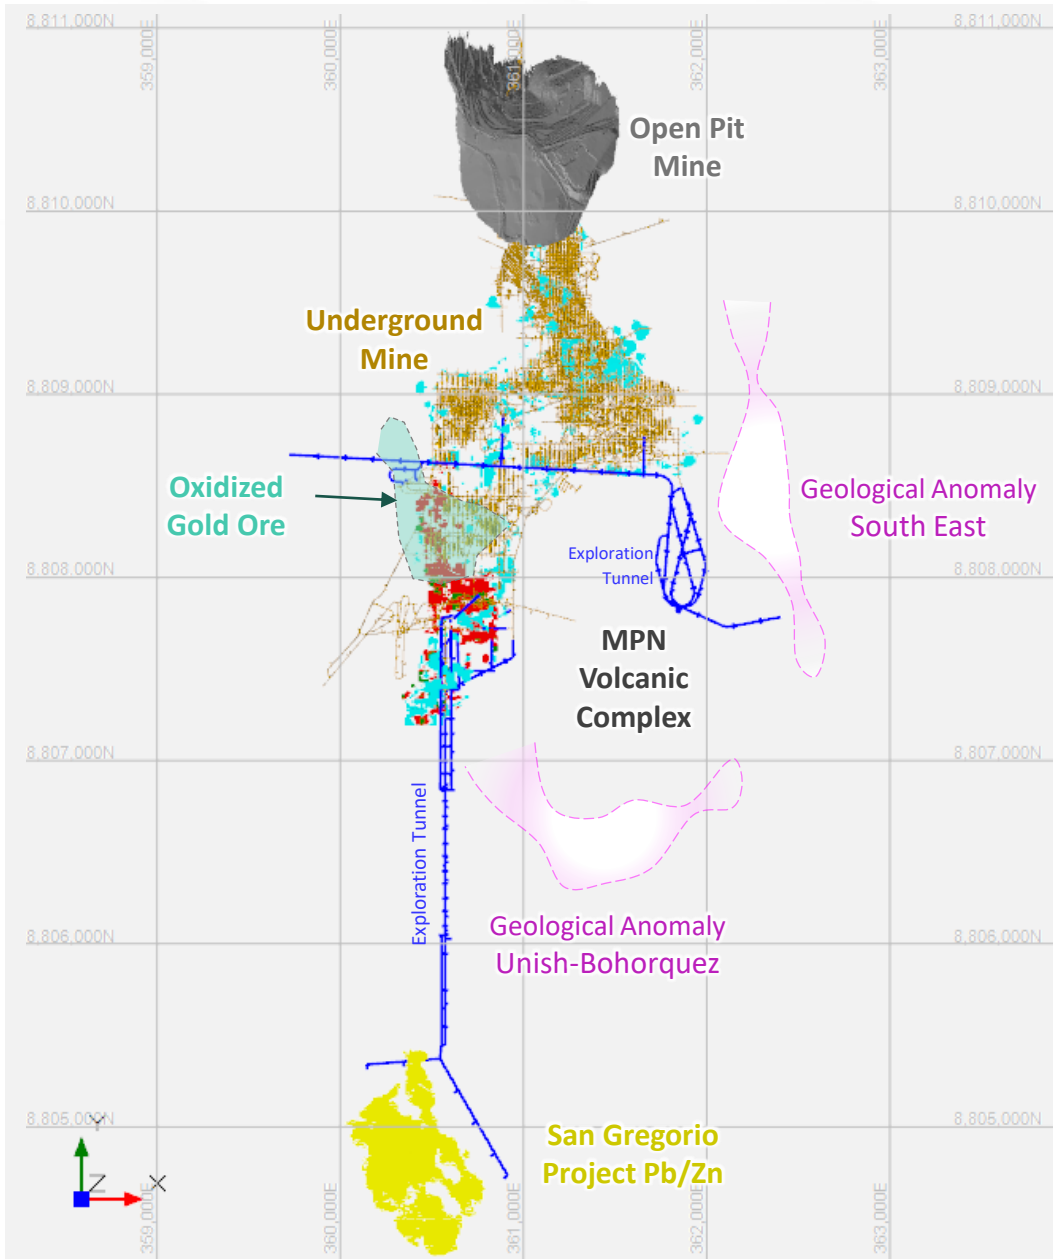 8,811,000N
8,811,000N
359,000E
360,000E
361,000E
362,000E
363,000E
Open Pit
Mine
8,810,000N
8,810,000N
Underground
Mine
8,809,000N
8,809,000N
Oxidized
Gold Ore
Geological Anomaly
South East
Exploration
Tunnel
8,808,000N
8,808,000N
MPN
Volcanic
Complex
8,807,000N
8,807,000N
Exploration Tunnel
Geological Anomaly
Unish-Bohorquez
8,806,000N
8,806,000N
8,805,000N
8,805,000N
San Gregorio
Project Pb/Zn
Y
Z
X
359,000E
360,000E
361,000E
362,000E
363,000E